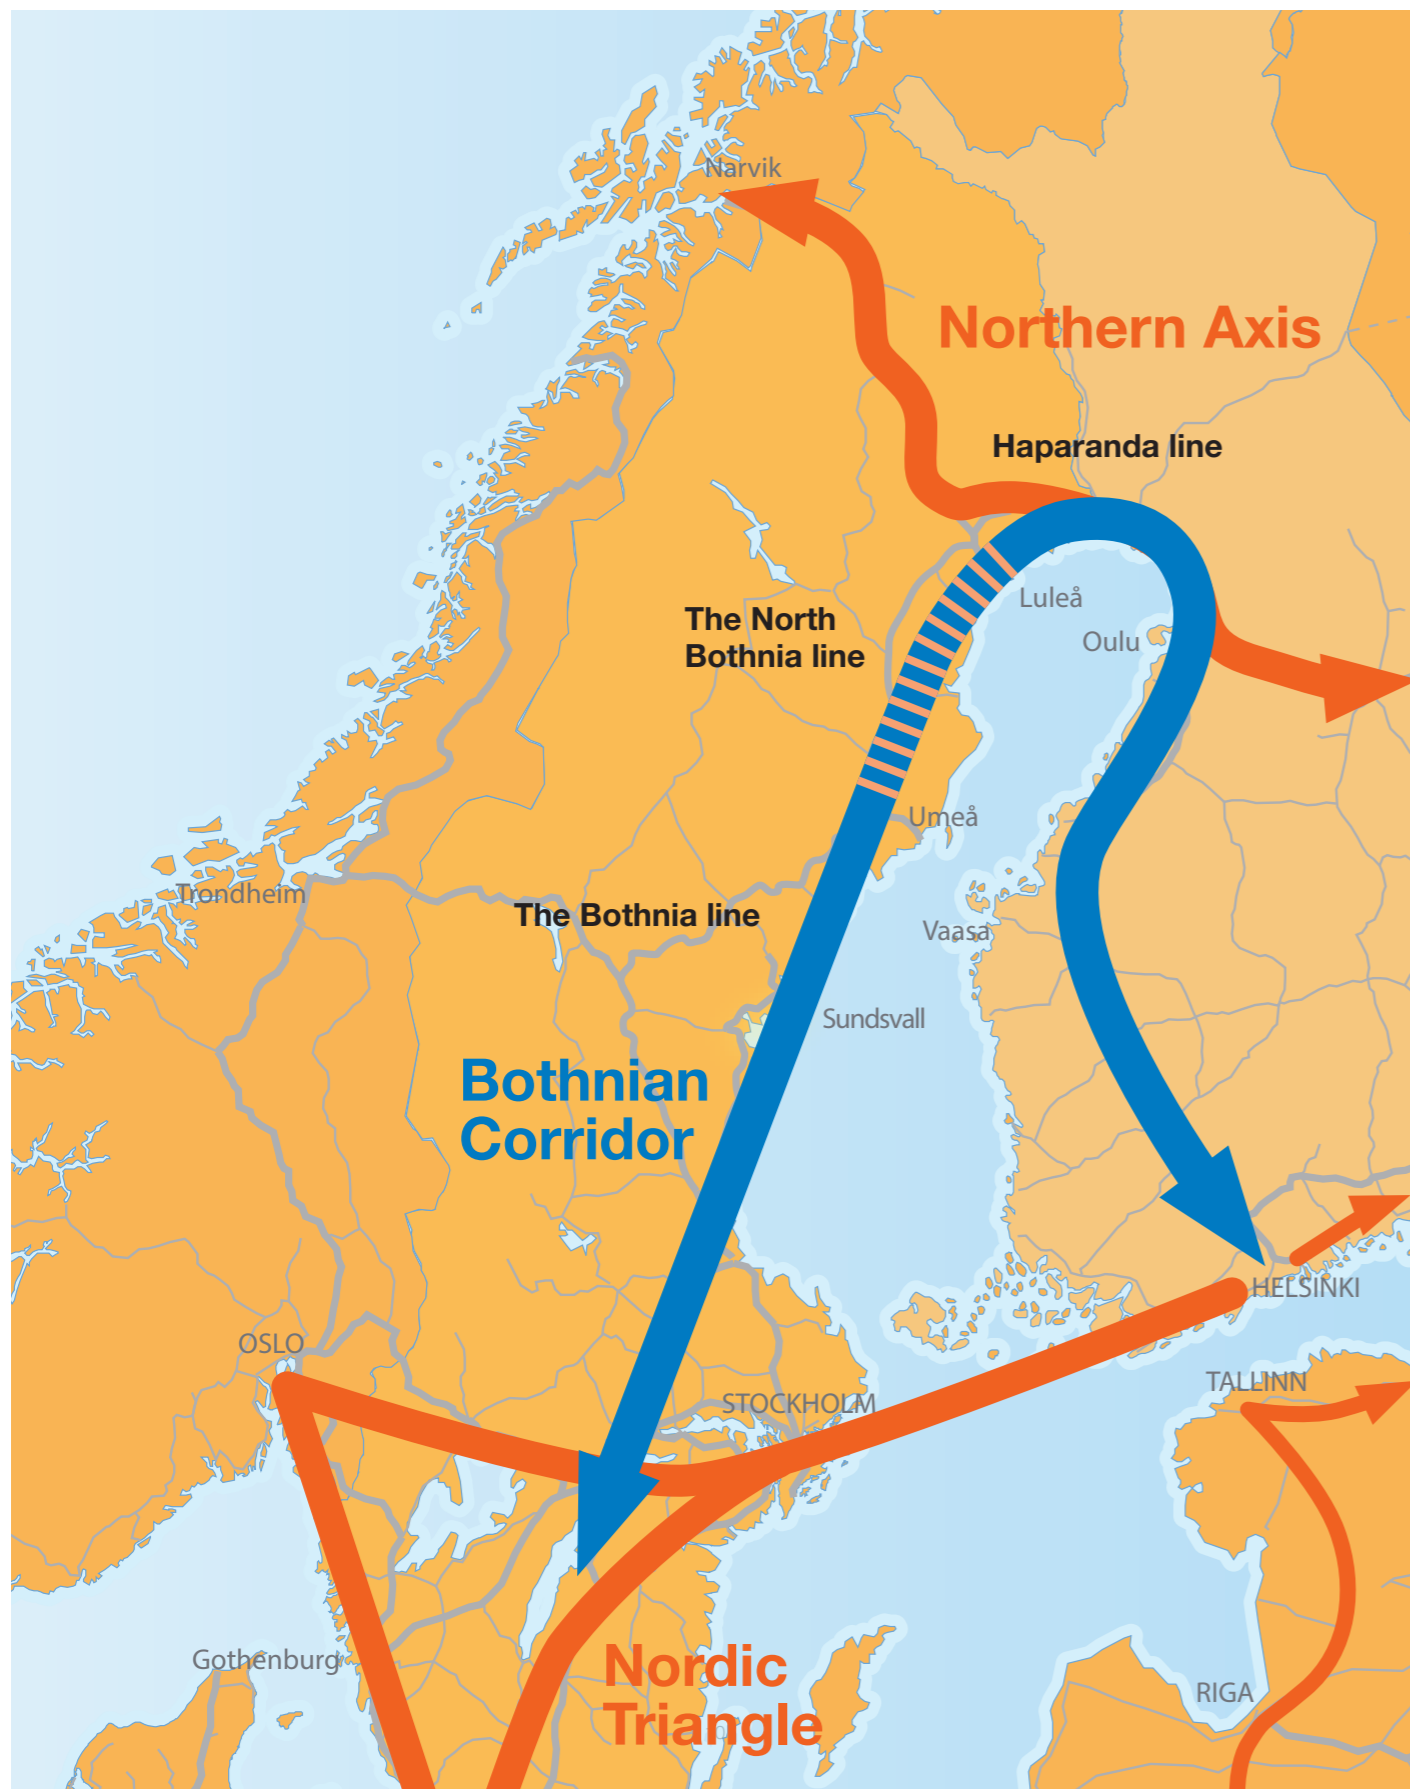 Narvik
Northern Axis
Haparanda line
Luleå
The North
Bothnia line
Oulu
Umeå
Trondheim
The Bothnia line
Vaasa
Sundsvall
Bothnian
Corridor
HELSINKI
OSLO
TALLINN
STOCKHOLM
Gothenburg
Nordic
Triangle
RIGA